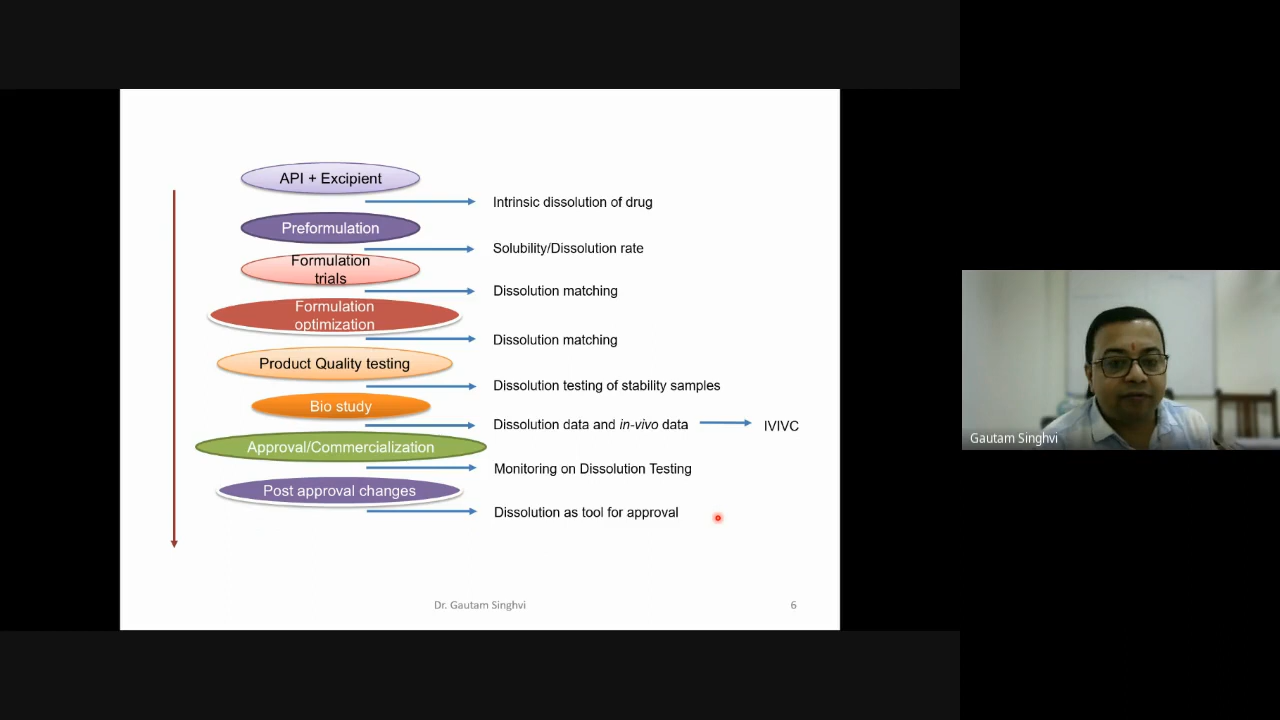 API + Excipient
Intrinsic dissolution of drug
Preformulation
Solubility/Dissolution rate
Formulation
trials
Dissolution matching
Formulation
optimization
Dissolution matching
Product Quality testing
Dissolution testing of stability samples
Bio study
Dissolution data and in-vivo data
IVIVC
Approval/Commercialization
Monitoring on Dissolution Testing
Post approval changes
Dissolution as tool for approval
Dr. Gautam Singhvi
6
Gautam Singhvi